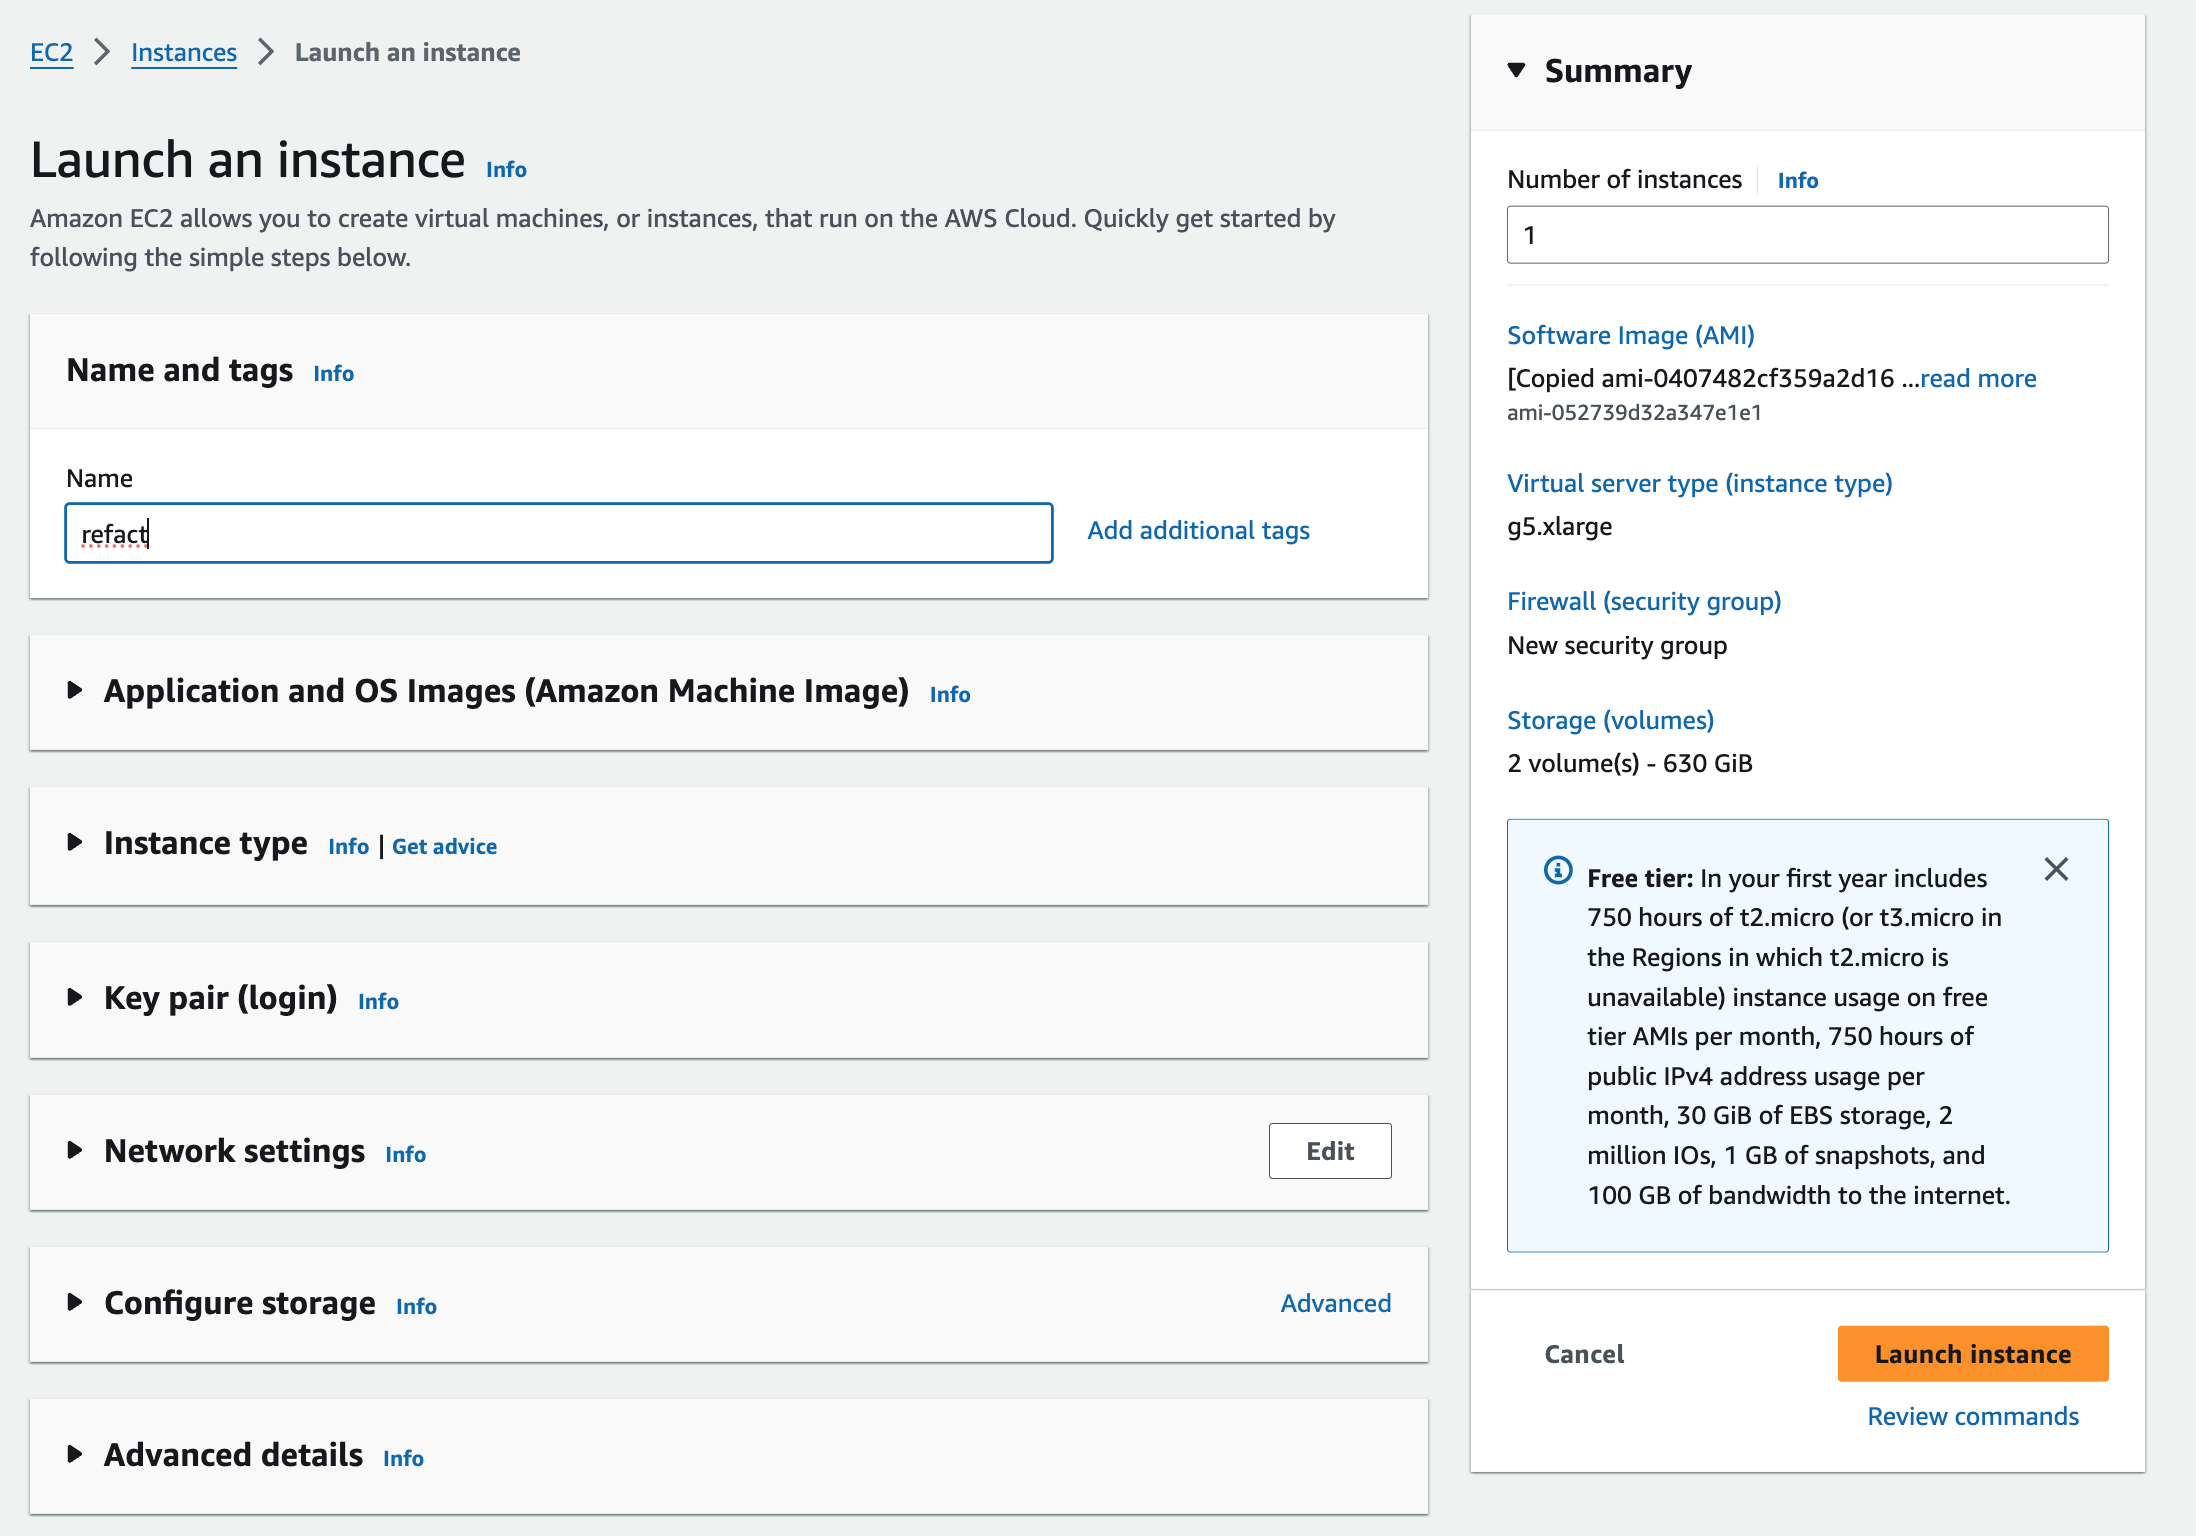 EC2 > Instances > Launch an instance
Launch an instance Info
Amazon EC2 allows you to create virtual machines, or instances, that run on the AWS Cloud. Quickly get started by
following the simple steps below.
Name and tags Info
Name
refact
Add additional tags
Application and OS Images (Amazon Machine Image) Info
Instance type Info | Get advice
Key pair (login) Info
Network settings Info
Edit
Configure storage Info
Advanced
Advanced details Info
Summary
Number of instances Info
1
Software Image (AMI)
[Copied ami-0407482cf359a2d16 ...read more
ami-052739d32a347e1e1
Virtual server type (instance type)
g5.xlarge
Firewall (security group)
New security group
Storage (volumes)
2 volume(s) - 630 GiB
Free tier: In your first year includes
750 hours of t2.micro (or t3.micro in
the Regions in which t2.micro is
unavailable) instance usage on free
tier AMIs per month, 750 hours of
public IPv4 address usage per
month, 30 GiB of EBS storage, 2
million IOs, 1 GB of snapshots, and
100 GB of bandwidth to the internet.
Cancel
Launch instance
Review commands